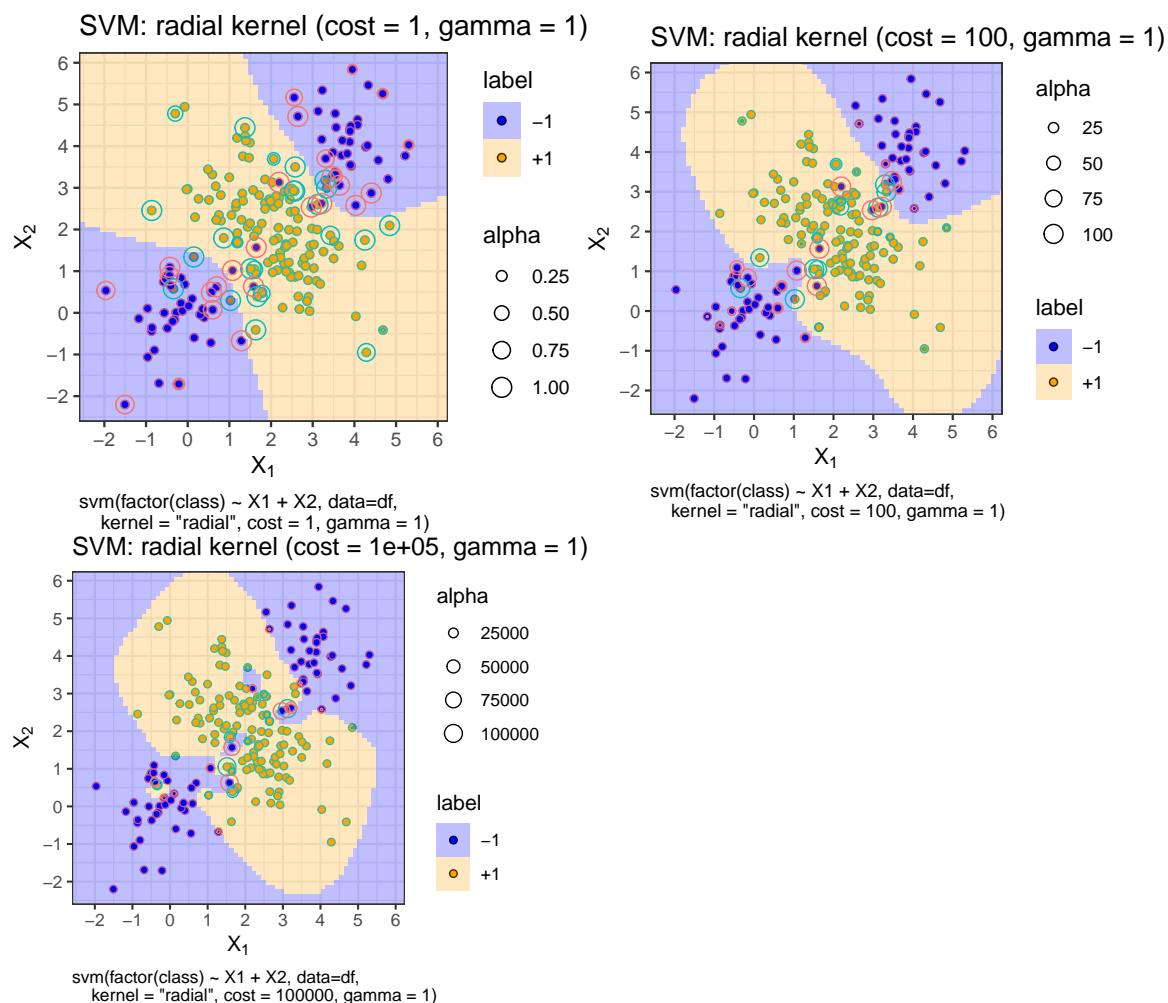 SVM: radial kernel (cost = 1, gamma = 1)
6
5
4
3
2
1
0
−1
−2
X2
−2 −1 0 1 2 3 4 5 6
X1
label
−1
+1
alpha
0.25
0.50
0.75
1.00
svm(factor(class) ~ X1 + X2, data=df,
kernel = "radial", cost = 1, gamma = 1)
SVM: radial kernel (cost = 100, gamma = 1)
6
5
4
3
2
1
0
−1
−2
X2
−2 −1 0 1 2 3 4 5 6
X1
alpha
25
50
75
100
label
−1
+1
svm(factor(class) ~ X1 + X2, data=df,
kernel = "radial", cost = 100, gamma = 1)
SVM: radial kernel (cost = 1e+05, gamma = 1)
6
5
4
3
2
1
0
−1
−2
X2
−2 −1 0 1 2 3 4 5 6
X1
alpha
25000
50000
75000
100000
label
−1
+1
svm(factor(class) ~ X1 + X2, data=df,
kernel = "radial", cost = 100000, gamma = 1)